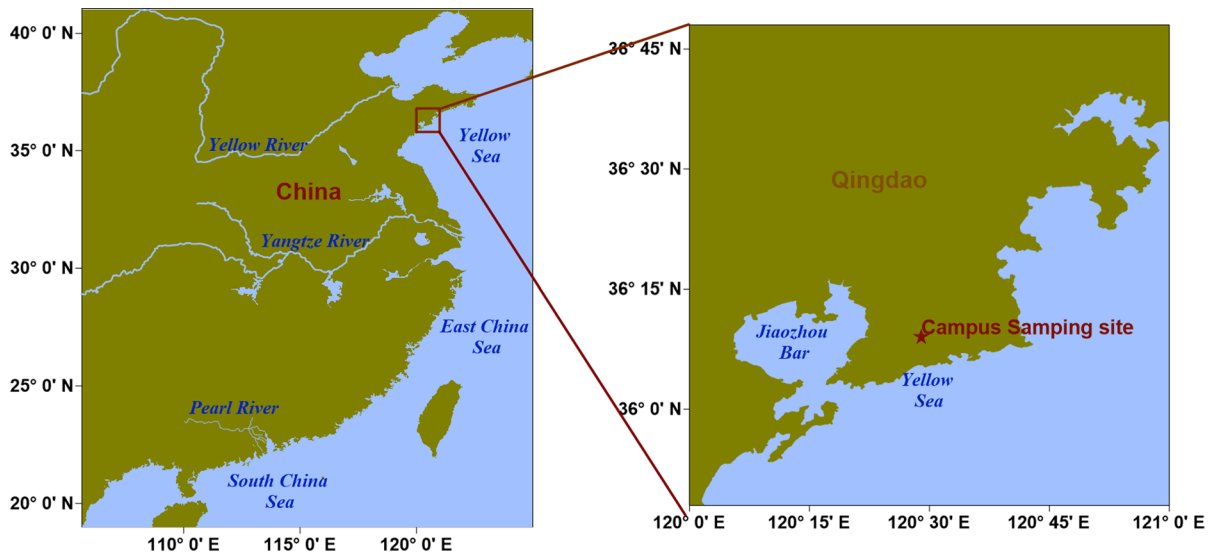 40° 0' N
35° 0' N
30° 0' N
25° 0' N
20° 0' N
110° 0' E
115° 0' E
120° 0' E
Yellow River
Yellow
Sea
China
Yangtze River
East China
Sea
Pearl River
South China
Sea
36° 45' N
36° 30' N
36° 15' N
36° 0' N
120° 0' E
120° 15' E
120° 30' E
120° 45' E
121° 0' E
Qingdao
Jiaozhou
Bar
Campus Samping site
Yellow
Sea